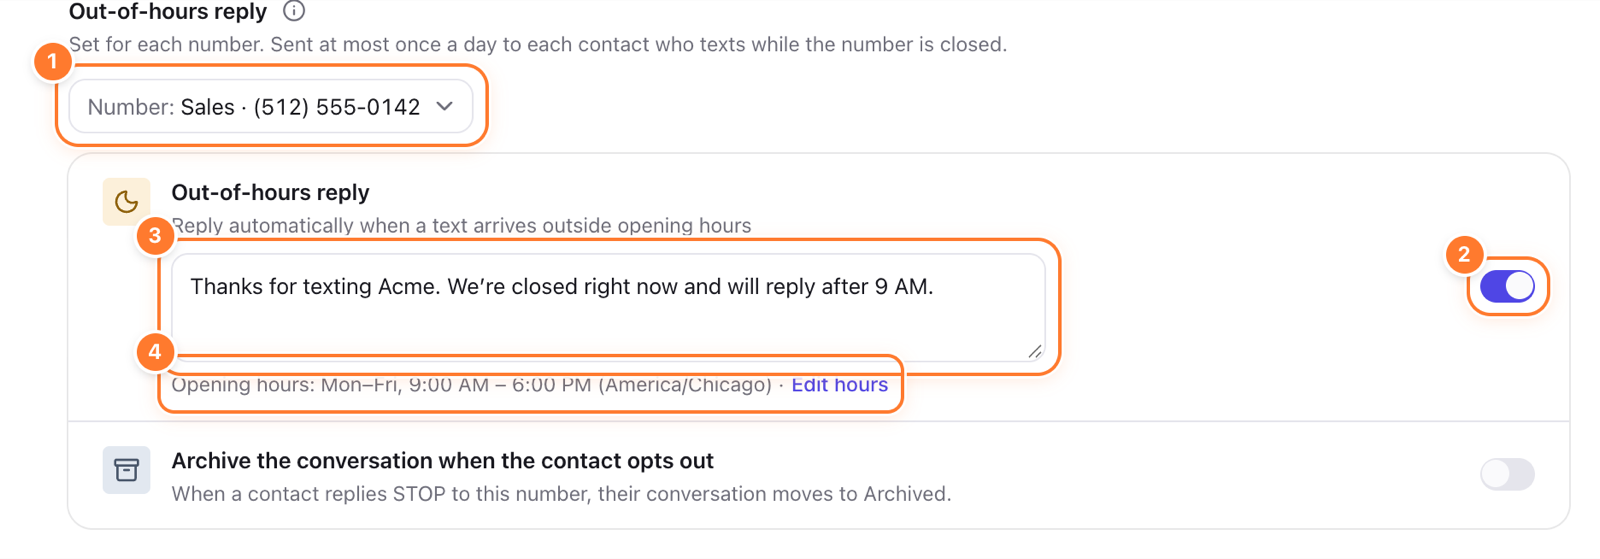 Out-of-hours reply
Set for each number. Sent at most once a day to each contact who texts while the number is closed.
1
Number: Sales · (512) 555-0142
Out-of-hours reply
Reply automatically when a text arrives outside opening hours
3
2
Thanks for texting Acme. We’re closed right now and will reply after 9 AM.
4
Opening hours: Mon–Fri, 9:00 AM – 6:00 PM (America/Chicago) · Edit hours
Archive the conversation when the contact opts out
When a contact replies STOP to this number, their conversation moves to Archived.